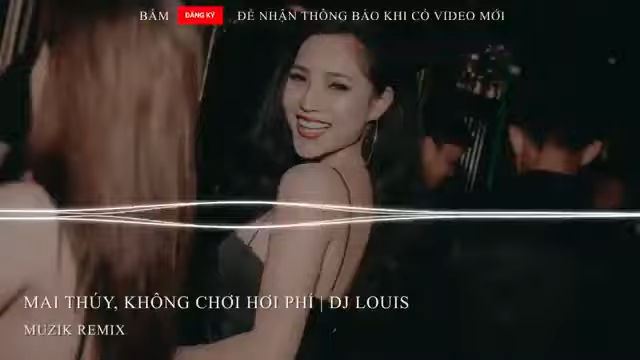 BẤM ĐĂNG KÝ ĐỂ NHẬN THÔNG BÁO KHI CÓ VIDEO MỚI
MAI THÚY, KHÔNG CHƠI HƠI PHÍ | DJ LOUIS
MUZIK REMIX